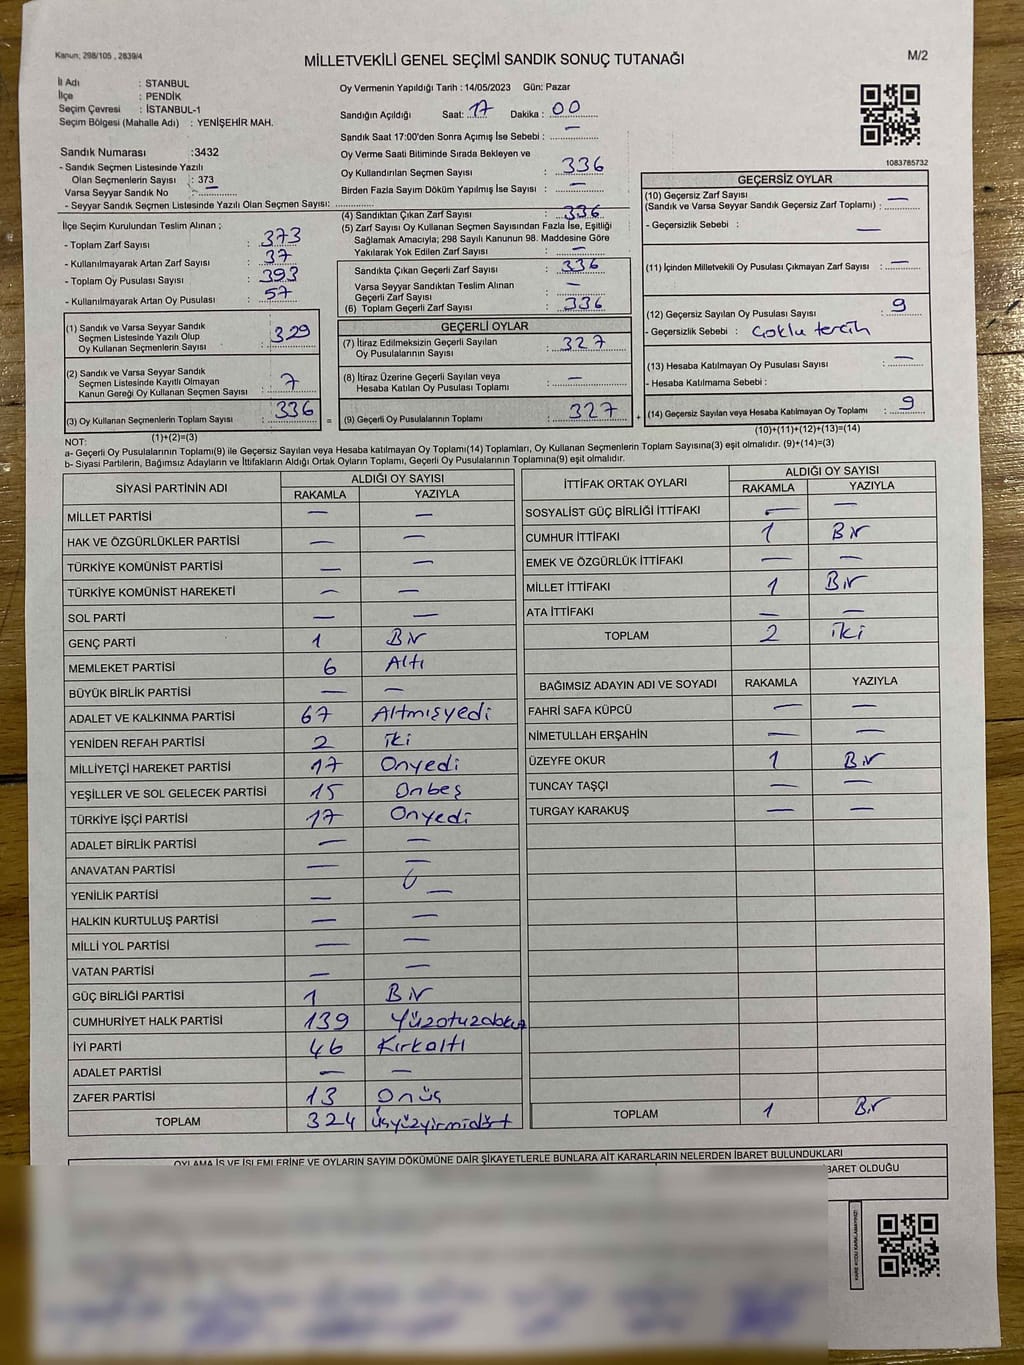 Kanun; 298/105 , 2839/4
MİLLETVEKİLİ GENEL SEÇİMİ SANDIK SONUÇ TUTANAĞI
M/2
İl Adı : STANBUL
İlçe : PENDİK
Seçim Çevresi : İSTANBUL-1
Seçim Bölgesi (Mahalle Adı) : YENİŞEHİR MAH.
Sandık Numarası :3432
- Sandık Seçmen Listesinde Yazılı
Olan Seçmenlerin Sayısı : 373
Varsa Seyyar Sandık No : —
- Seyyar Sandık Seçmen Listesinde Yazılı Olan Seçmen Sayısı:
Oy Vermenin Yapıldığı Tarih : 14/05/2023 Gün: Pazar
Sandığın Açıldığı Saat: 17 Dakika : 00
Sandık Saat 17:00'den Sonra Açımış İse Sebebi : —
Oy Verme Saati Bitiminde Sırada Bekleyen ve
Oy Kullandırılan Seçmen Sayısı : 336
Birden Fazla Sayım Döküm Yapılmış İse Sayısı : —
1083785732
İlçe Seçim Kurulundan Teslim Alınan ;
- Toplam Zarf Sayısı : 373
- Kullanılmayarak Artan Zarf Sayısı : 37
- Toplam Oy Pusulası Sayısı : 393
- Kullanılmayarak Artan Oy Pusulası : 57
(1) Sandık ve Varsa Seyyar Sandık
Seçmen Listesinde Yazılı Olup
Oy Kullanan Seçmenlerin Sayısı : 329
(2) Sandık ve Varsa Seyyar Sandık
Seçmen Listesinde Kayıtlı Olmayan
Kanun Gereği Oy Kullanan Seçmen Sayısı : 7
(3) Oy Kullanan Seçmenlerin Toplam Sayısı : 336
(1)+(2)=(3)
(4) Sandıktan Çıkan Zarf Sayısı : 336
(5) Zarf Sayısı Oy Kullanan Seçmen Sayısından Fazla İse, Eşitliği
Sağlamak Amacıyla; 298 Sayılı Kanunun 98. Maddesine Göre
Yakılarak Yok Edilen Zarf Sayısı : —
Sandıkta Çıkan Geçerli Zarf Sayısı : 336
Varsa Seyyar Sandıktan Teslim Alınan
Geçerli Zarf Sayısı : —
(6) Toplam Geçerli Zarf Sayısı : 336
GEÇERLİ OYLAR
(7) İtiraz Edilmeksizin Geçerli Sayılan
Oy Pusulalarının Sayısı : 327
(8) İtiraz Üzerine Geçerli Sayılan veya
Hesaba Katılan Oy Pusulası Toplamı : —
= (9) Geçerli Oy Pusulalarının Toplamı : 327 +
GEÇERSİZ OYLAR
(10) Geçersiz Zarf Sayısı
(Sandık ve Varsa Seyyar Sandık Geçersiz Zarf Toplamı) : —
- Geçersizlik Sebebi : —
(11) İçinden Milletvekili Oy Pusulası Çıkmayan Zarf Sayısı : —
(12) Geçersiz Sayılan Oy Pusulası Sayısı : 9
- Geçersizlik Sebebi : çoklu tercih
(13) Hesaba Katılmayan Oy Pusulası Sayısı : —
- Hesaba Katılmama Sebebi :
(14) Geçersiz Sayılan veya Hesaba Katılmayan Oy Toplamı : 9
(10)+(11)+(12)+(13)=(14)
NOT:
a- Geçerli Oy Pusulalarının Toplamı(9) ile Geçersiz Sayılan veya Hesaba katılmayan Oy Toplamı(14) Toplamları, Oy Kullanan Seçmenlerin Toplam Sayısına(3) eşit olmalıdır. (9)+(14)=(3)
b- Siyasi Partilerin, Bağımsız Adayların ve İttifakların Aldığı Ortak Oyların Toplamı, Geçerli Oy Pusulalarının Toplamına(9) eşit olmalıdır.
SİYASİ PARTİNİN ADI ALDIĞI OY SAYISI
RAKAMLA YAZIYLA
MİLLET PARTİSİ — —
HAK VE ÖZGÜRLÜKLER PARTİSİ — —
TÜRKİYE KOMÜNİST PARTİSİ — —
TÜRKİYE KOMÜNİST HAREKETİ — —
SOL PARTİ — —
GENÇ PARTİ 1 Bir
MEMLEKET PARTİSİ 6 Altı
BÜYÜK BİRLİK PARTİSİ — —
ADALET VE KALKINMA PARTİSİ 67 Altmışyedi
YENİDEN REFAH PARTİSİ 2 iki
MİLLİYETÇİ HAREKET PARTİSİ 17 Onyedi
YEŞİLLER VE SOL GELECEK PARTİSİ 15 Onbeş
TÜRKİYE İŞÇİ PARTİSİ 17 Onyedi
ADALET BİRLİK PARTİSİ — —
ANAVATAN PARTİSİ — —
YENİLİK PARTİSİ — —
HALKIN KURTULUŞ PARTİSİ — —
MİLLİ YOL PARTİSİ — —
VATAN PARTİSİ — —
GÜÇ BİRLİĞİ PARTİSİ 1 Bir
CUMHURİYET HALK PARTİSİ 139 Yüzotuzdokuz
İYİ PARTİ 46 Kırkaltı
ADALET PARTİSİ — —
ZAFER PARTİSİ 13 Onüç
TOPLAM 324 üçyüzyirmidört
İTTİFAK ORTAK OYLARI ALDIĞI OY SAYISI
RAKAMLA YAZIYLA
SOSYALİST GÜÇ BİRLİĞİ İTTİFAKI — —
CUMHUR İTTİFAKI 1 Bir
EMEK VE ÖZGÜRLÜK İTTİFAKI — —
MİLLET İTTİFAKI 1 Bir
ATA İTTİFAKI — —
TOPLAM 2 iki
BAĞIMSIZ ADAYIN ADI VE SOYADI RAKAMLA YAZIYLA
FAHRİ SAFA KÜPCÜ — —
NİMETULLAH ERŞAHİN — —
ÜZEYFE OKUR 1 Bir
TUNCAY TAŞÇI — —
TURGAY KARAKUŞ — —
TOPLAM 1 Bir
OYLAMA İŞ VE İŞLEMLERİNE VE OYLARIN SAYIM DÖKÜMÜNE DAİR ŞİKAYETLERLE BUNLARA AİT KARARLARIN NELERDEN İBARET BULUNDUKLARI
İBARET OLDUĞU